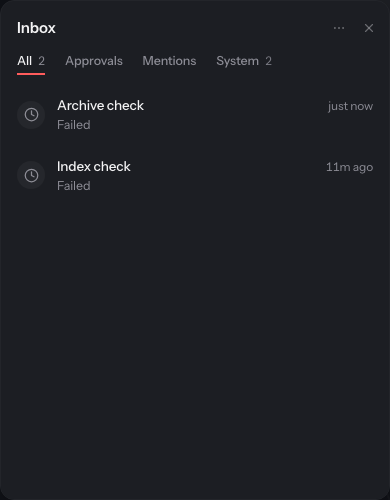 Inbox
All 2 Approvals Mentions System 2
Archive check just now
Failed
Index check 11m ago
Failed